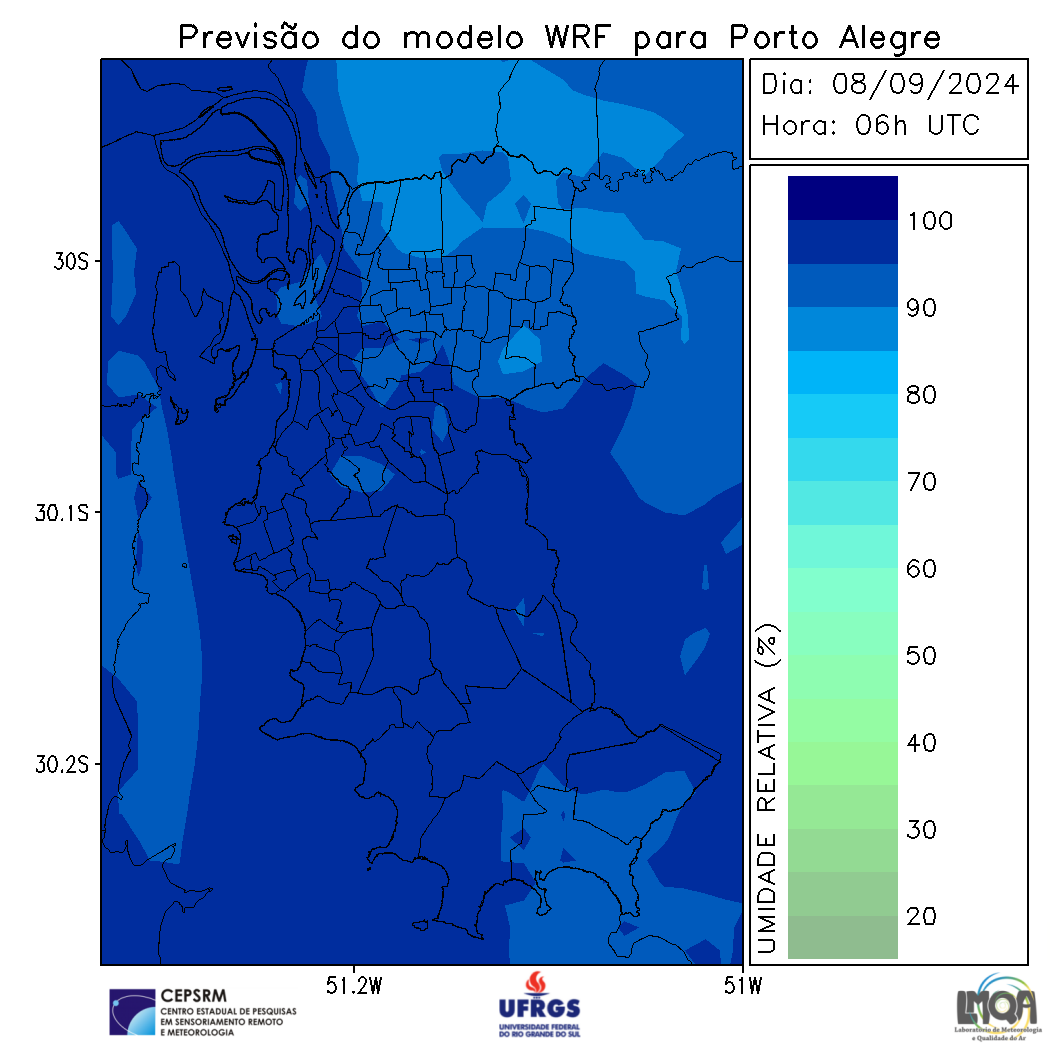 Previsão do modelo WRF para Porto Alegre
Dia: 08/09/2024
Hora: 06h UTC
100
90
80
70
60
50
40
30
20
UMIDADE RELATIVA (%)
30S
30.1S
30.2S
51.2W
51W
CEPSRM
CENTRO ESTADUAL DE PESQUISAS
EM SENSORIAMENTO REMOTO
E METEOROLOGIA
UFRGS
UNIVERSIDADE FEDERAL
DO RIO GRANDE DO SUL
LMQA
Laboratório de Meteorologia
e Qualidade do Ar